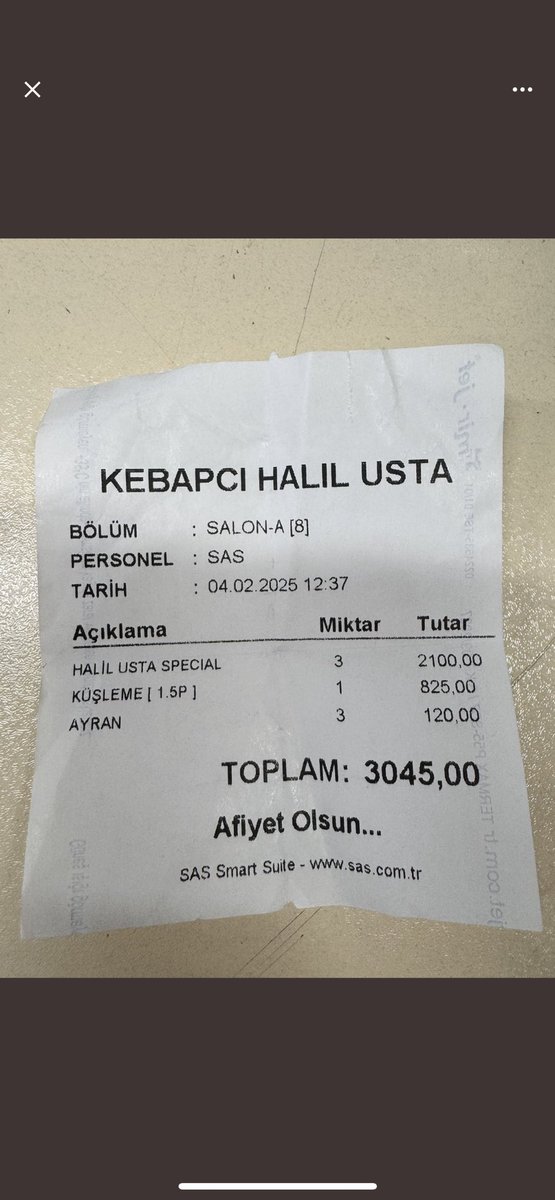 KEBAPCI HALIL USTA
BÖLÜM : SALON-A [8]
PERSONEL : SAS
TARİH : 04.02.2025 12:37
Açıklama Miktar Tutar
HALİL USTA SPECIAL 3 2100,00
KÜŞLEME [ 1.5P ] 1 825,00
AYRAN 3 120,00
TOPLAM: 3045,00
Afiyet Olsun...
SAS Smart Suite - www.sas.com.tr